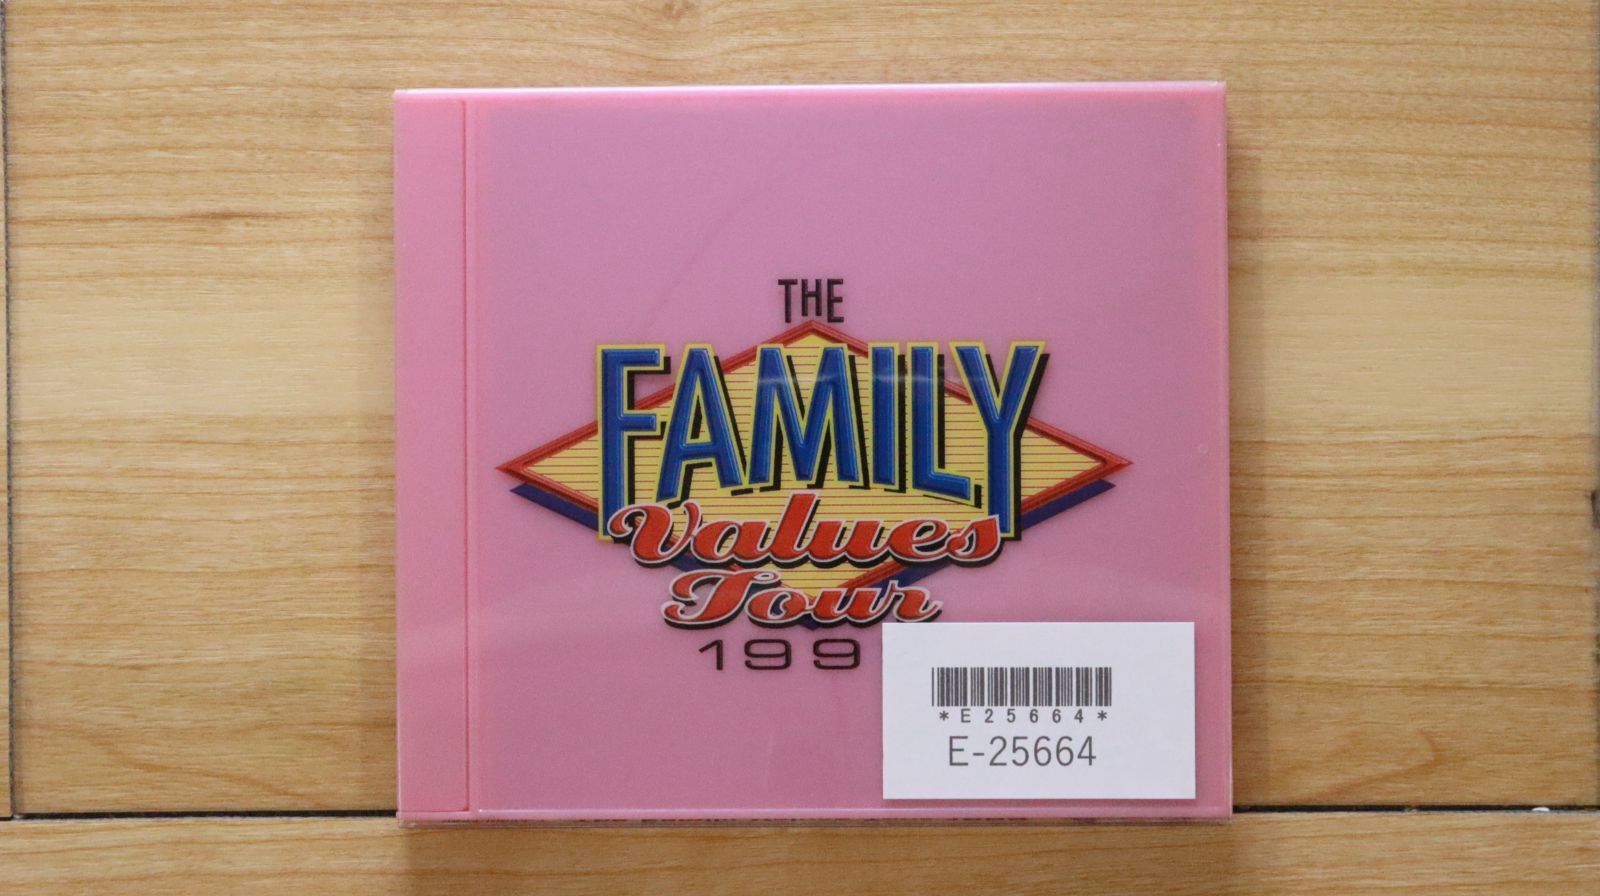 THE
FAMILY
Values
Tour
199
*E25664*
E-25664